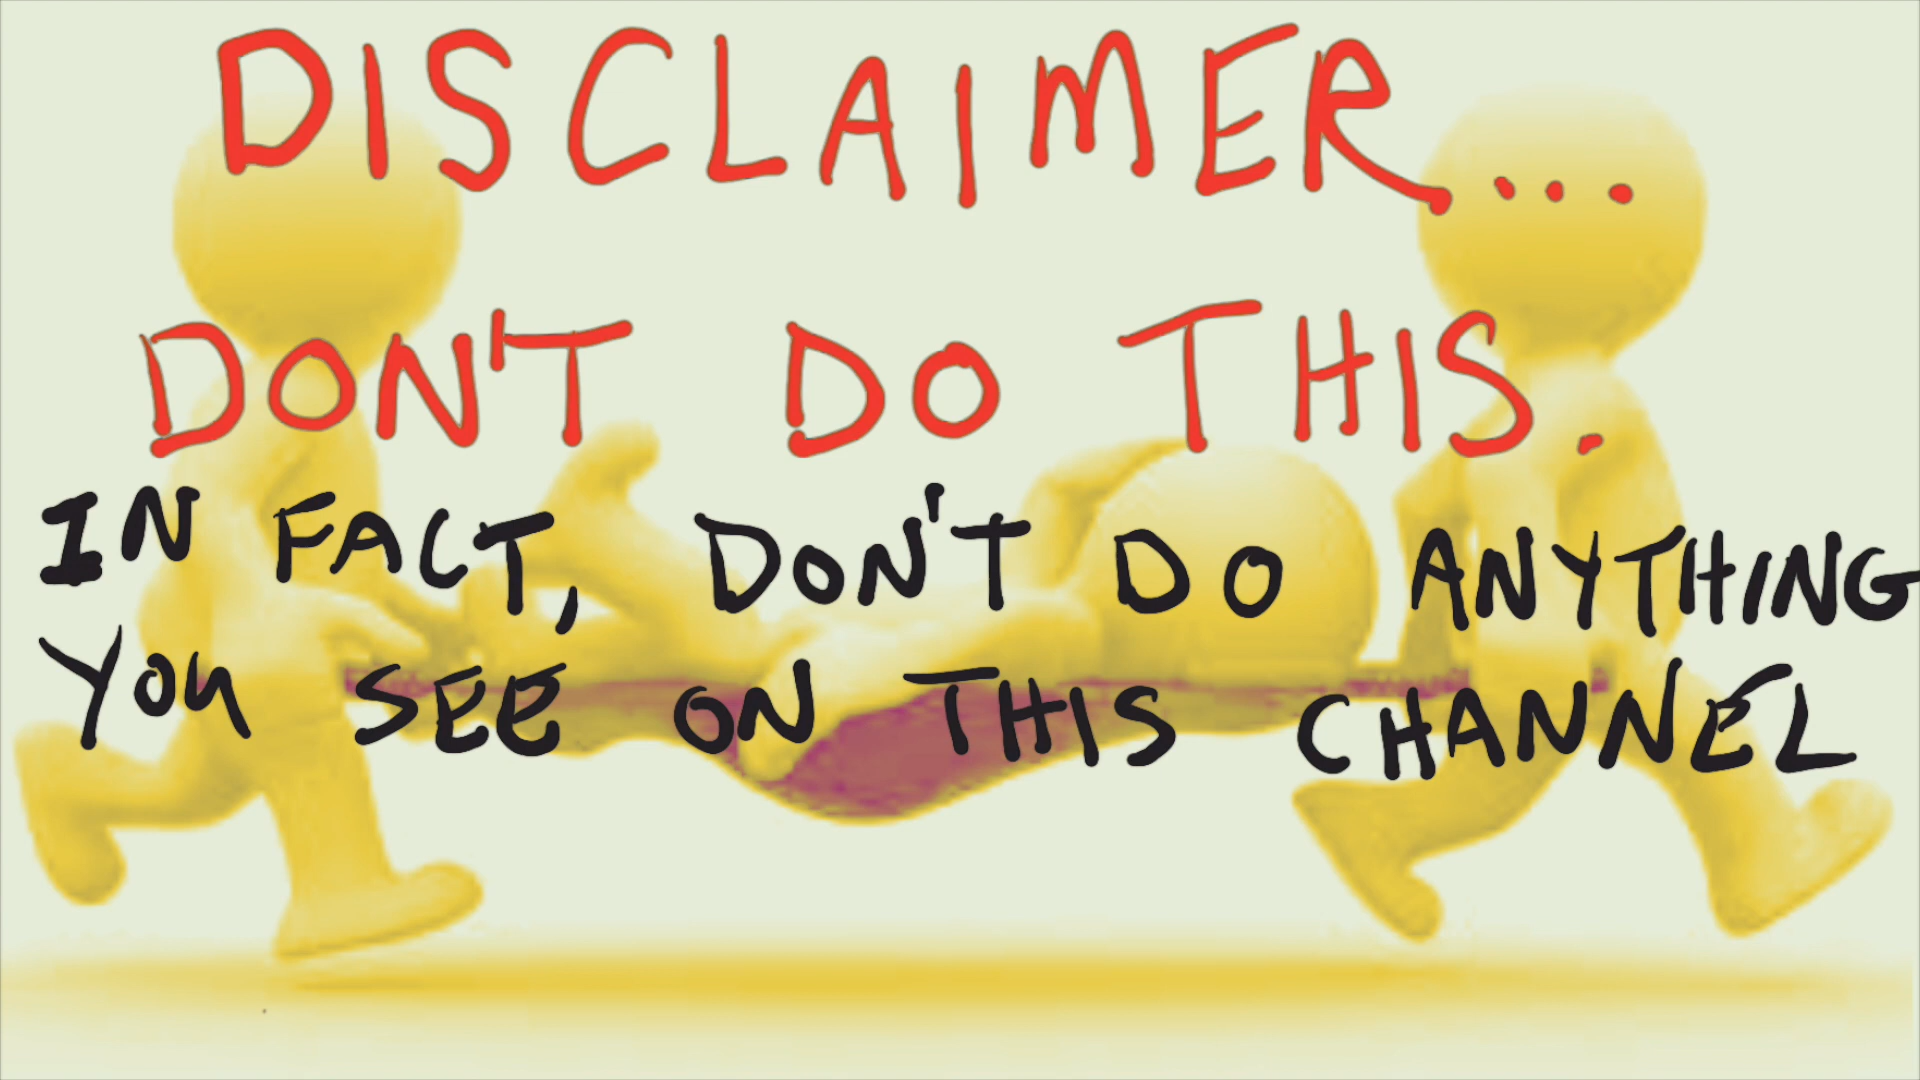 DISCLAIMER...
DON'T DO THIS.
IN FACT, DON'T DO ANYTHING
YOU SEE ON THIS CHANNEL